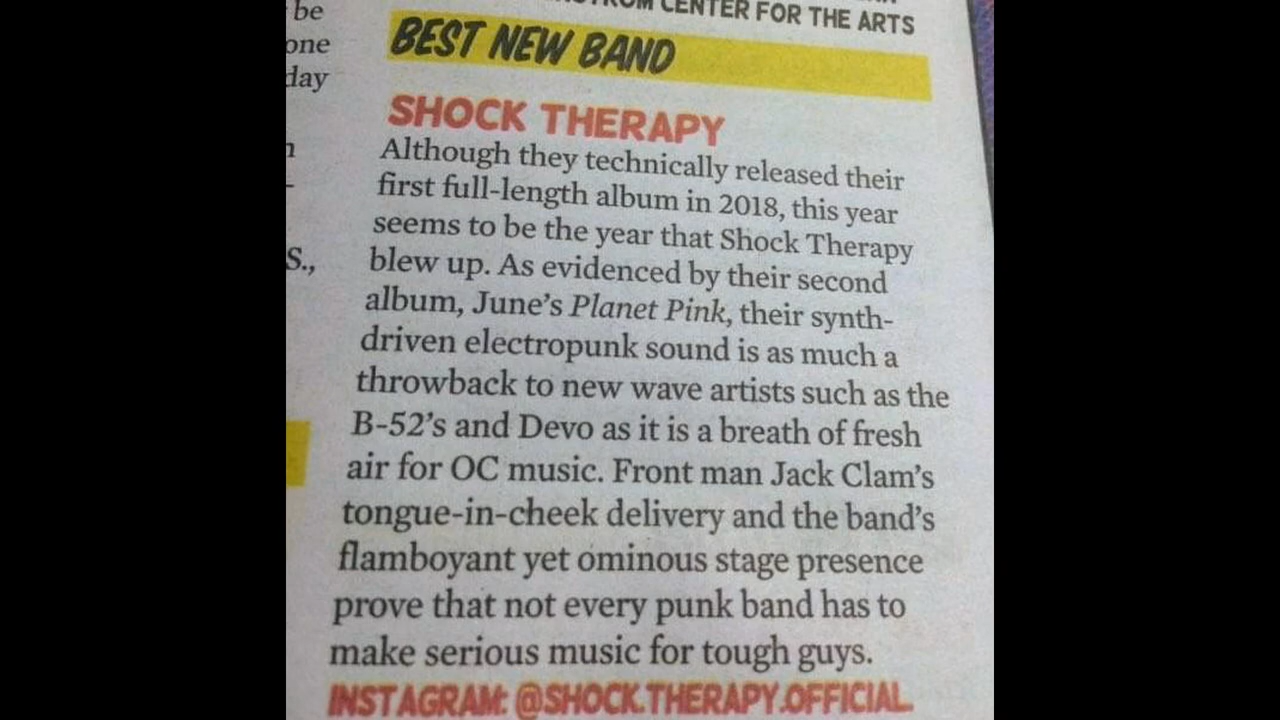 be
one
day
S.,
CENTER FOR THE ARTS
BEST NEW BAND
SHOCK THERAPY
Although they technically released their
first full-length album in 2018, this year
seems to be the year that Shock Therapy
blew up. As evidenced by their second
album, June's Planet Pink, their synth-
driven electropunk sound is as much a
throwback to new wave artists such as the
B-52's and Devo as it is a breath of fresh
air for OC music. Front man Jack Clam's
tongue-in-cheek delivery and the band's
flamboyant yet ominous stage presence
prove that not every punk band has to
make serious music for tough guys.
INSTAGRAM: @SHOCK.THERAPY.OFFICIAL